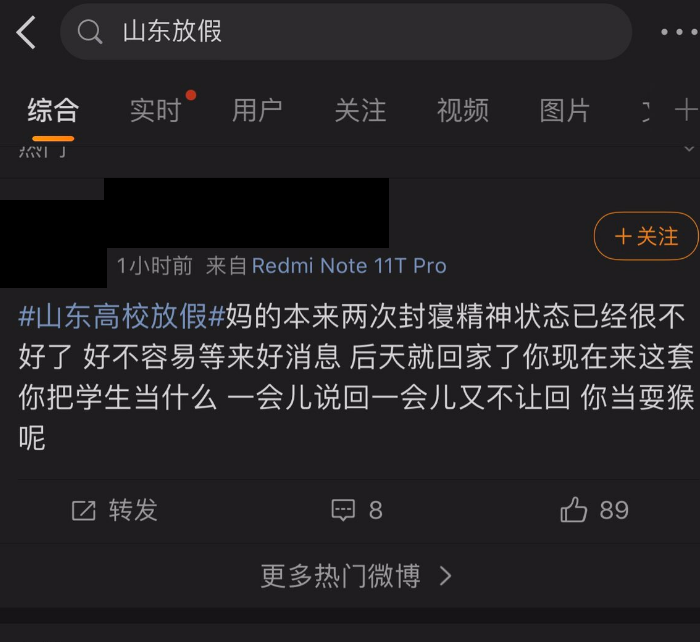 山东放假
综合 实时 用户 关注 视频 图片
热门
1小时前 来自Redmi Note 11T Pro
+关注
#山东高校放假#妈的本来两次封寝精神状态已经很不
好了 好不容易等来好消息 后天就回家了你现在来这套
你把学生当什么 一会儿说回一会儿又不让回 你当耍猴
呢
转发 8 89
更多热门微博